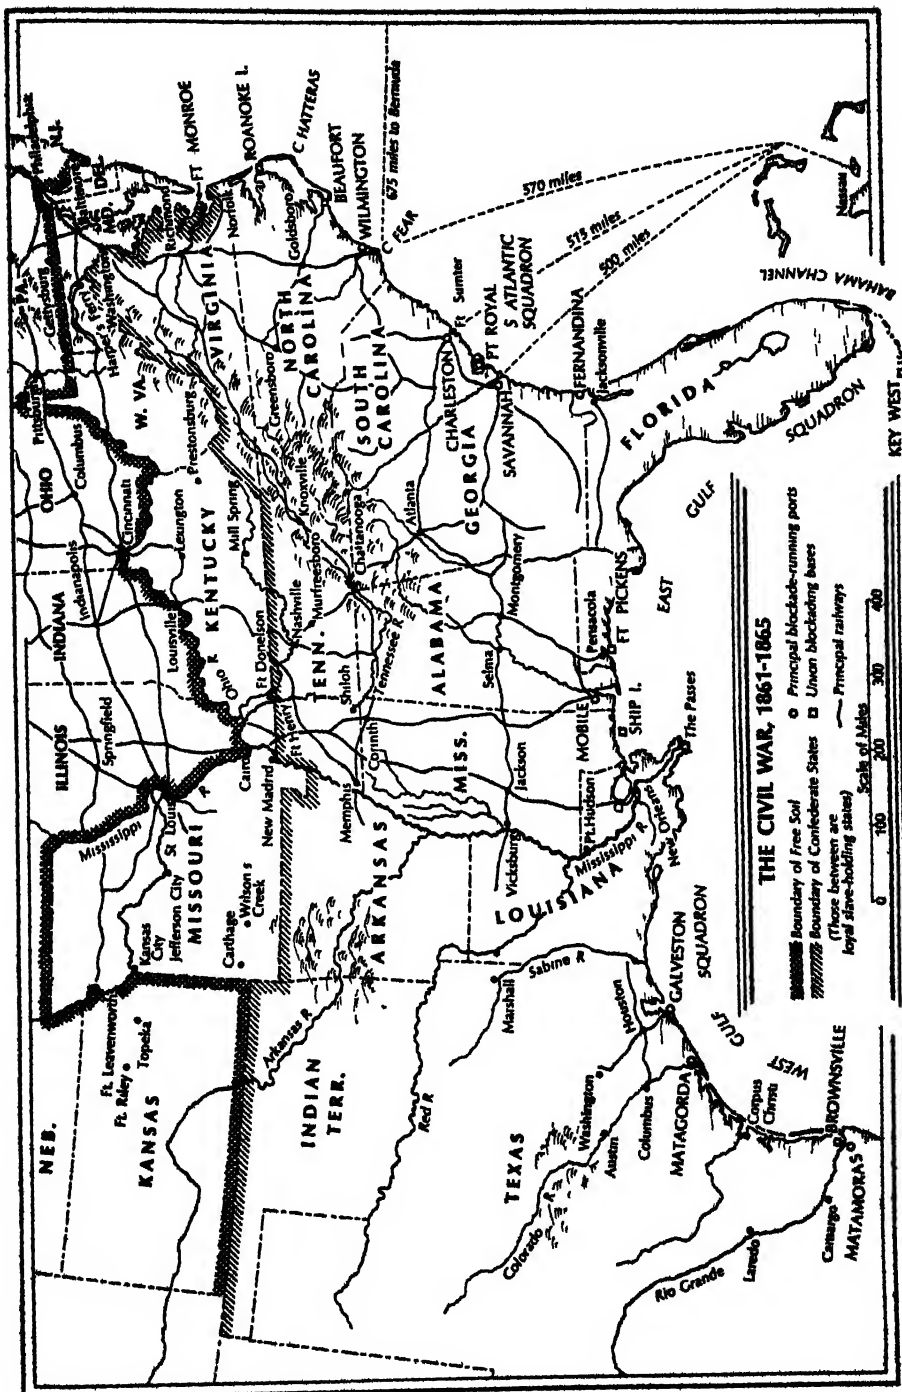 THE CIVIL WAR, 1861-1865
Boundary of Free Soil
Boundary of Confederate States
(Those between are
loyal slave-holding states)
Principal blockade-running ports
Union blockading bases
Principal railways
Scale of Miles
0 100 200 300 400
NEB.
KANSAS
Ft. Leavenworth
Ft. Riley
Topeka
INDIAN
TERR.
Arkansas R
Red R
TEXAS
Colorado R
Washington
Austin
Columbus
Houston
MATAGORDA
Corpus
Christi
BROWNSVILLE
MATAMORAS
Camargo
Laredo
Rio Grande
WEST
GULF
SQUADRON
GALVESTON
Marshall
Sabine R
LOUISIANA
Mississippi R
New Orleans
Pt. Hudson
The Passes
Vicksburg
Jackson
MISS.
ARKANSAS
Memphis
Corinth
MISSOURI
Kansas
City
Jefferson City
St Louis
Carthage
Wilson s
Creek
New Madrid
Mississippi
R
ILLINOIS
Springfield
Cairo
INDIANA
Indianapolis
OHIO
Columbus
Cincinnati
Louisville
Ohio R
KENTUCKY
Lexington
Mill Spring
Prestonsburg
Ft Henry
Ft Donelson
TENN.
Nashville
Murfreesboro
Shiloh
Tennessee R
Chattanooga
Knoxville
ALABAMA
Selma
Montgomery
MOBILE
SHIP I.
FT PICKENS
Pensacola
EAST
GULF
SQUADRON
GEORGIA
Atlanta
SAVANNAH
FLORIDA
FERNANDINA
Jacksonville
KEY WEST
BAHAMA CHANNEL
Nassau
SOUTH
CAROLINA
CHARLESTON
Ft Sumter
PT ROYAL
S ATLANTIC
SQUADRON
500 miles
515 miles
570 miles
675 miles to Bermuda
NORTH
CAROLINA
Greensboro
Goldsboro
WILMINGTON
C FEAR
BEAUFORT
C HATTERAS
ROANOKE I.
FT MONROE
Norfolk
VIRGINIA
Richmond
W. VA.
Harper's Ferry
Washington
MD.
DEL.
Baltimore
N.J.
Philadelphia
PA.
Gettysburg
Pittsburg